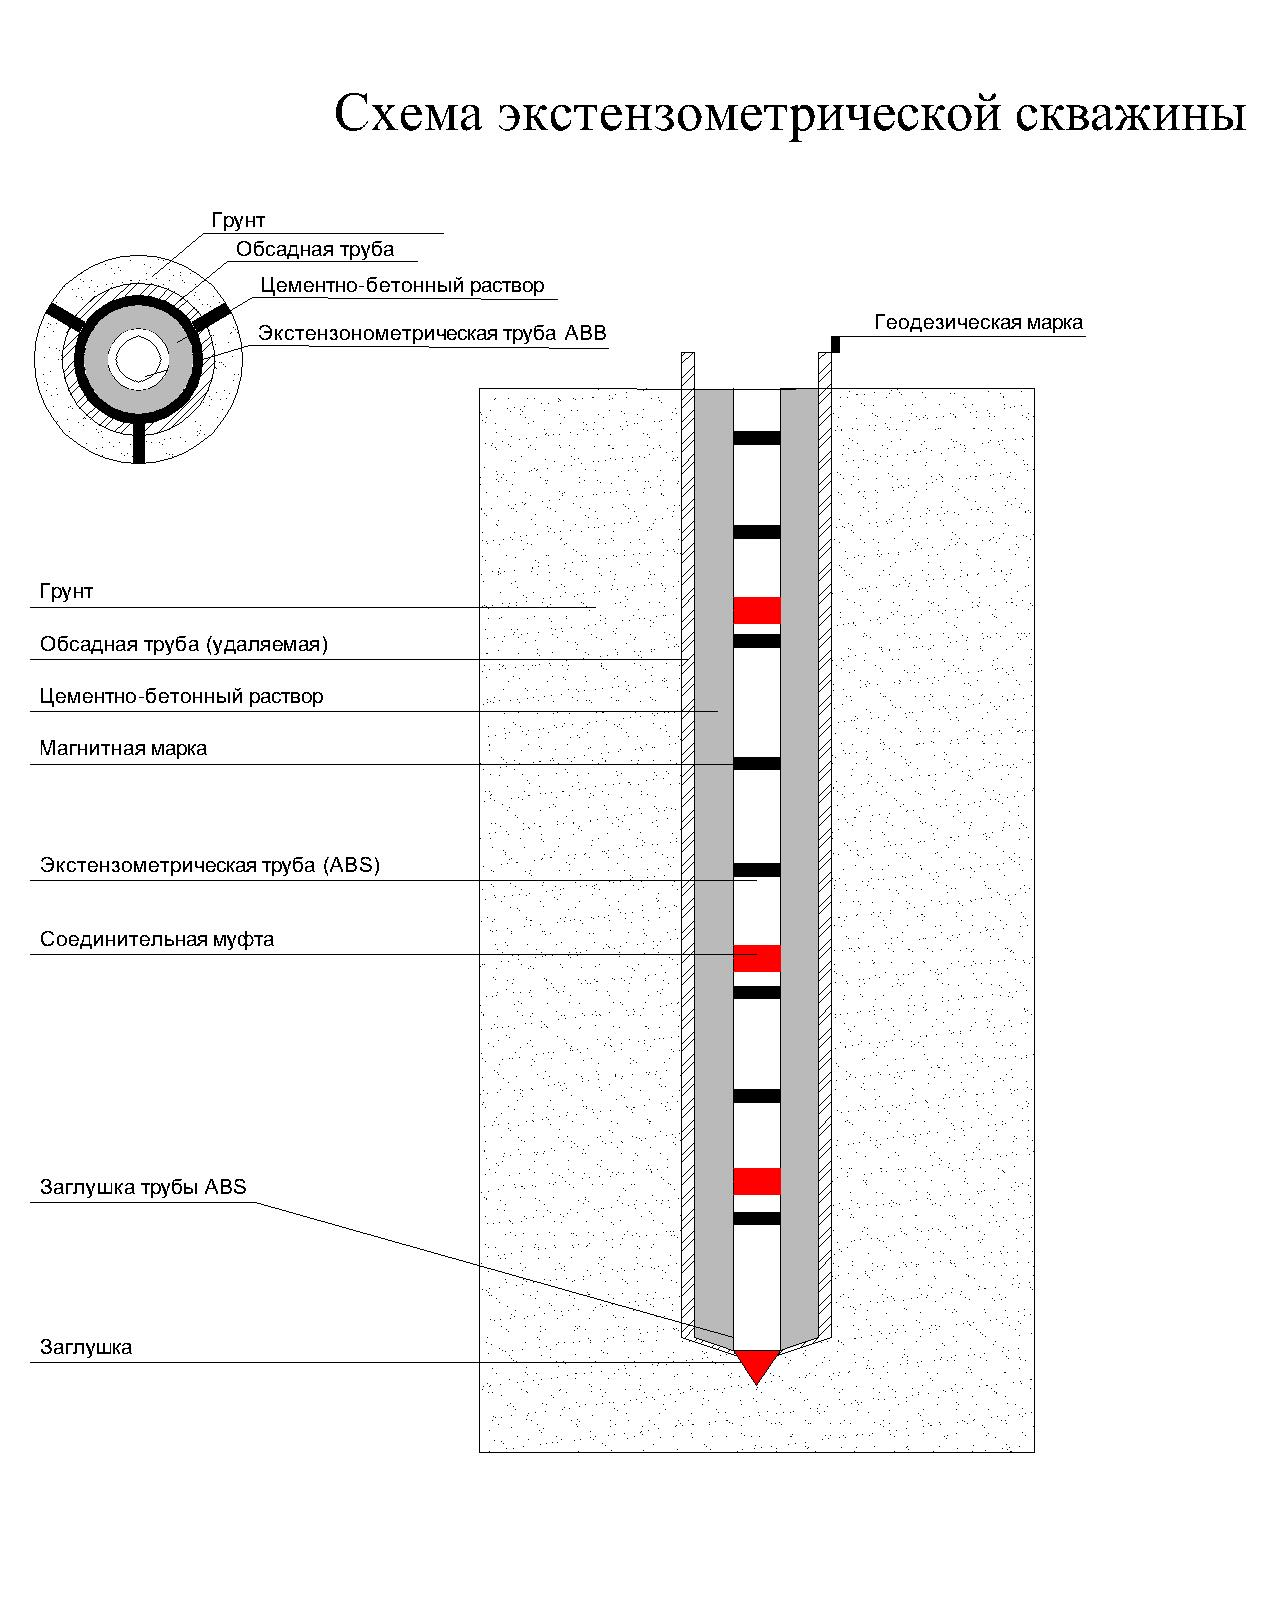 Схема экстензометрической скважины
Грунт
Обсадная труба
Цементно-бетонный раствор
Экстензонометрическая труба АВВ
Геодезическая марка
Грунт
Обсадная труба (удаляемая)
Цементно-бетонный раствор
Магнитная марка
Экстензометрическая труба (ABS)
Соединительная муфта
Заглушка трубы ABS
Заглушка